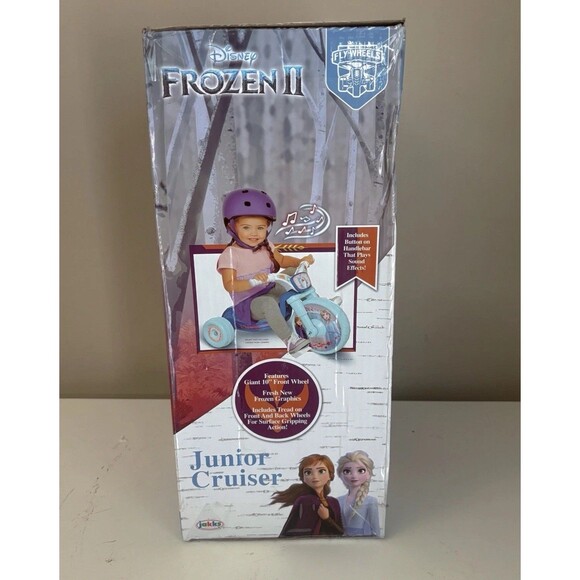 Disney
FROZEN II
FLY WHEELS
Includes
Button on
Handlebar
That Plays
Sound
Effects!
Features
Giant 10" Front Wheel
Fresh New
Frozen Graphics
Includes Tread on
Front And Back Wheels
For Surface Gripping
Action!
Junior
Cruiser
jakks